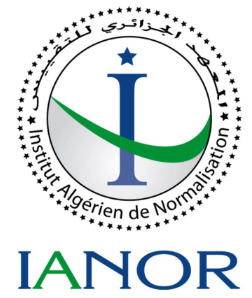 المعهد الجزائري للتقييس
Institut Algérien de Normalisation
IANOR